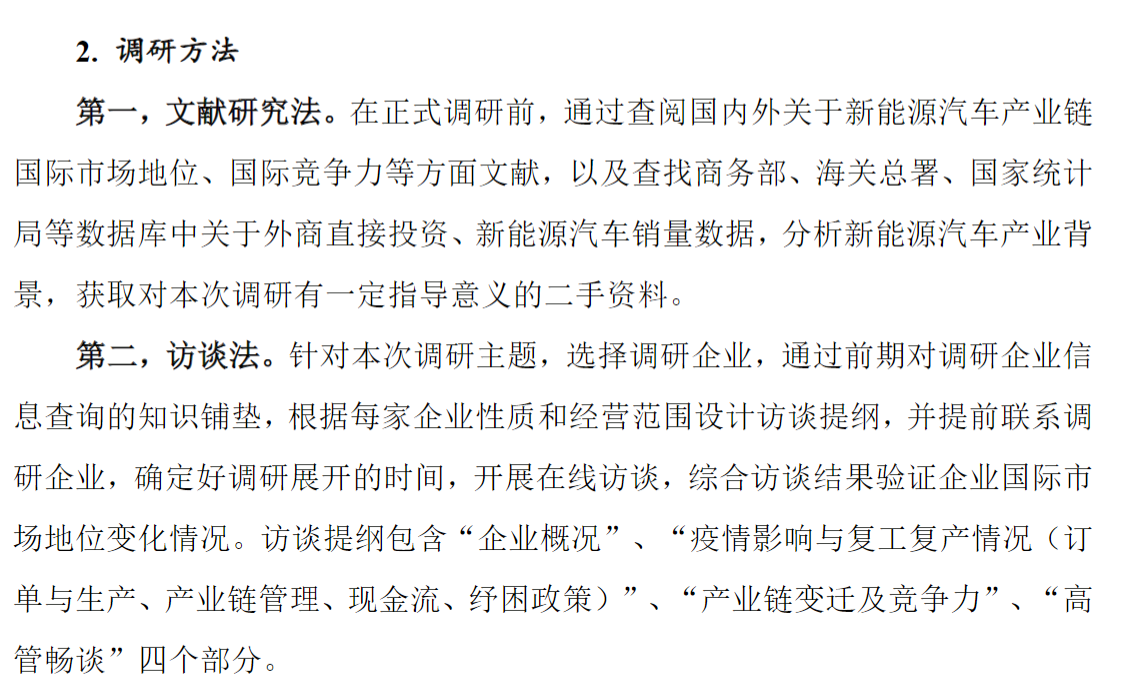 2. 调研方法
第一，文献研究法。在正式调研前，通过查阅国内外关于新能源汽车产业链
国际市场地位、国际竞争力等方面文献，以及查找商务部、海关总署、国家统计
局等数据库中关于外商直接投资、新能源汽车销量数据，分析新能源汽车产业背
景，获取对本次调研有一定指导意义的二手资料。
第二，访谈法。针对本次调研主题，选择调研企业，通过前期对调研企业信
息查询的知识铺垫，根据每家企业性质和经营范围设计访谈提纲，并提前联系调
研企业，确定好调研展开的时间，开展在线访谈，综合访谈结果验证企业国际市
场地位变化情况。访谈提纲包含“企业概况”、“疫情影响与复工复产情况（订
单与生产、产业链管理、现金流、纾困政策）”、“产业链变迁及竞争力”、“高
管畅谈”四个部分。